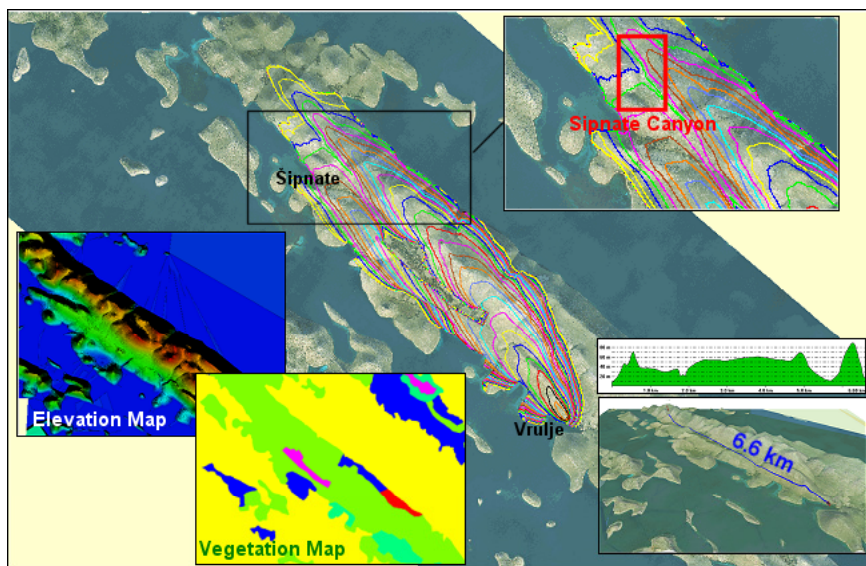 Sipnate Canyon
Šipnate
Elevation Map
Vegetation Map
Vrulje
6.6 km